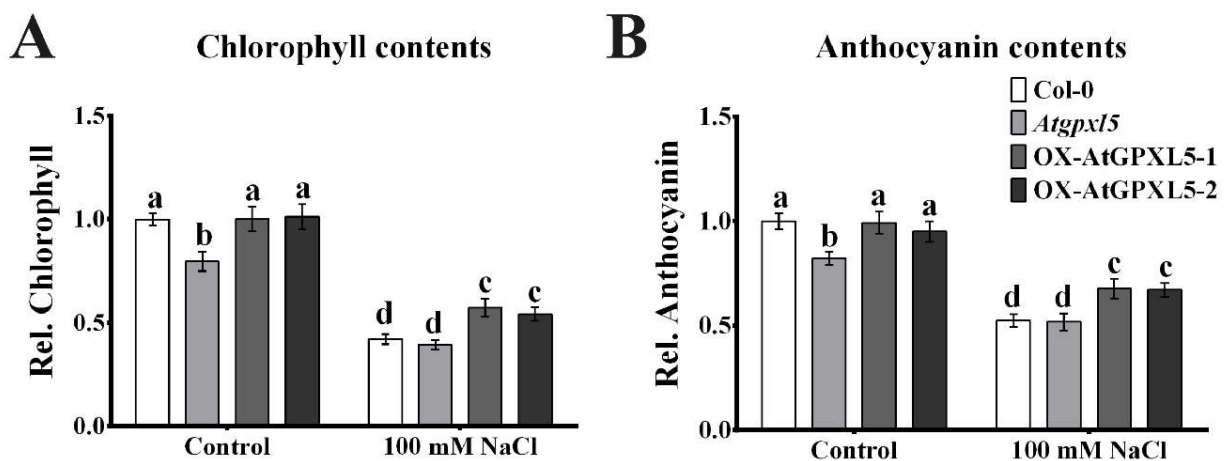 A
Chlorophyll contents
Rel. Chlorophyll
1.5
1.0
0.5
0.0
a
b
a
a
d
d
c
c
Control
100 mM NaCl
B
Anthocyanin contents
Col-0
Atgpxl5
OX-AtGPXL5-1
OX-AtGPXL5-2
Rel. Anthocyanin
1.5
1.0
0.5
0.0
a
b
a
a
d
d
c
c
Control
100 mM NaCl